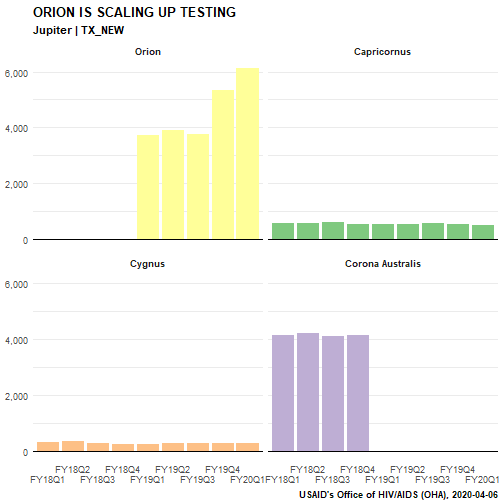 ORION IS SCALING UP TESTING
Jupiter | TX_NEW
Orion
Capricornus
6,000
4,000
2,000
0
Cygnus
Corona Australis
6,000
4,000
2,000
0
FY18Q2 FY18Q4 FY19Q2 FY19Q4 FY18Q2 FY18Q4 FY19Q2 FY19Q4
FY18Q1 FY18Q3 FY19Q1 FY19Q3 FY20Q1 FY18Q1 FY18Q3 FY19Q1 FY19Q3 FY20Q1
USAID's Office of HIV/AIDS (OHA), 2020-04-06